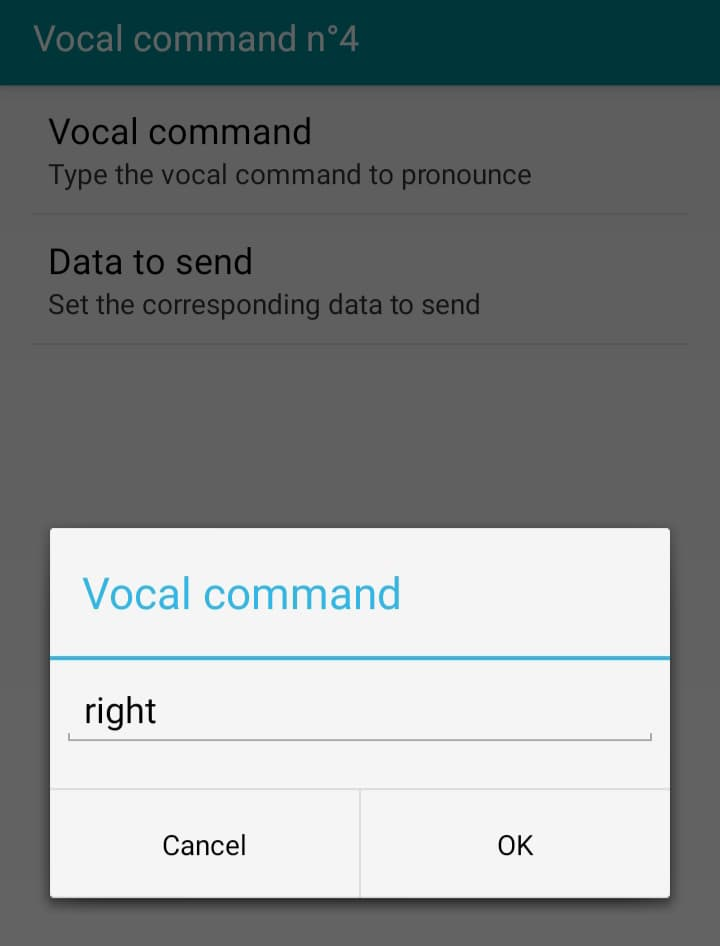 Vocal command n°4
Vocal command
Type the vocal command to pronounce
Data to send
Set the corresponding data to send
Vocal command
right
Cancel
OK